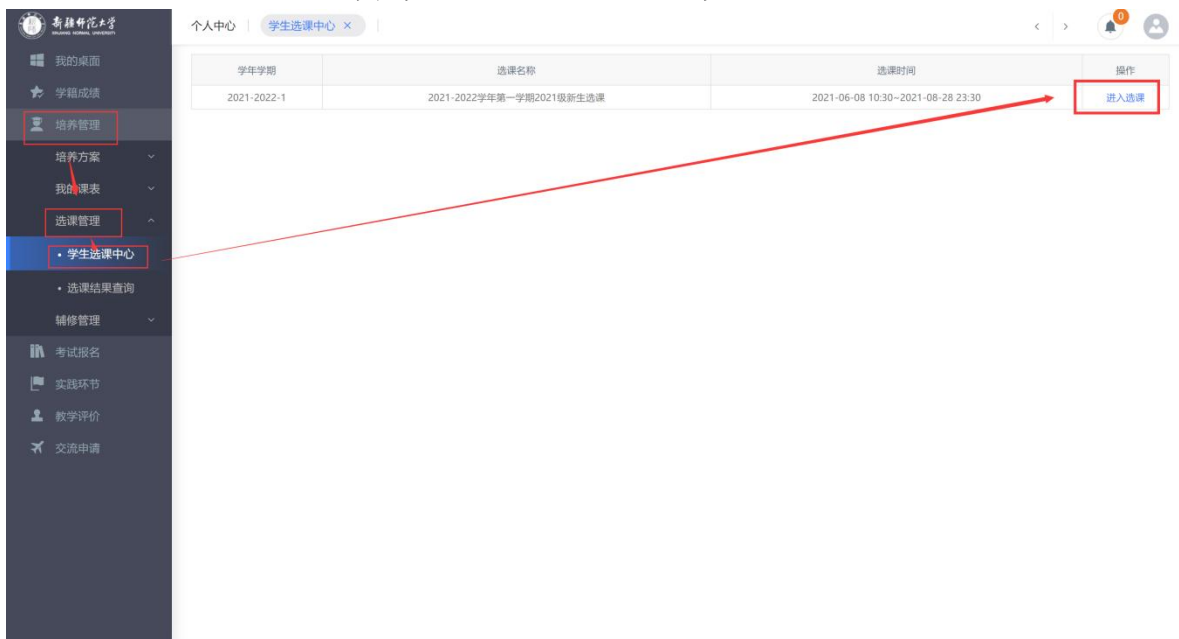 新疆师范大学
XINJIANG NORMAL UNIVERSITY
个人中心
学生选课中心 ×
0
我的桌面
学籍成绩
培养管理
培养方案
我的课表
选课管理
• 学生选课中心
• 选课结果查询
辅修管理
考试报名
实践环节
教学评价
交流申请
学年学期 选课名称 选课时间 操作
2021-2022-1 2021-2022学年第一学期2021级新生选课 2021-06-08 10:30~2021-08-28 23:30 进入选课